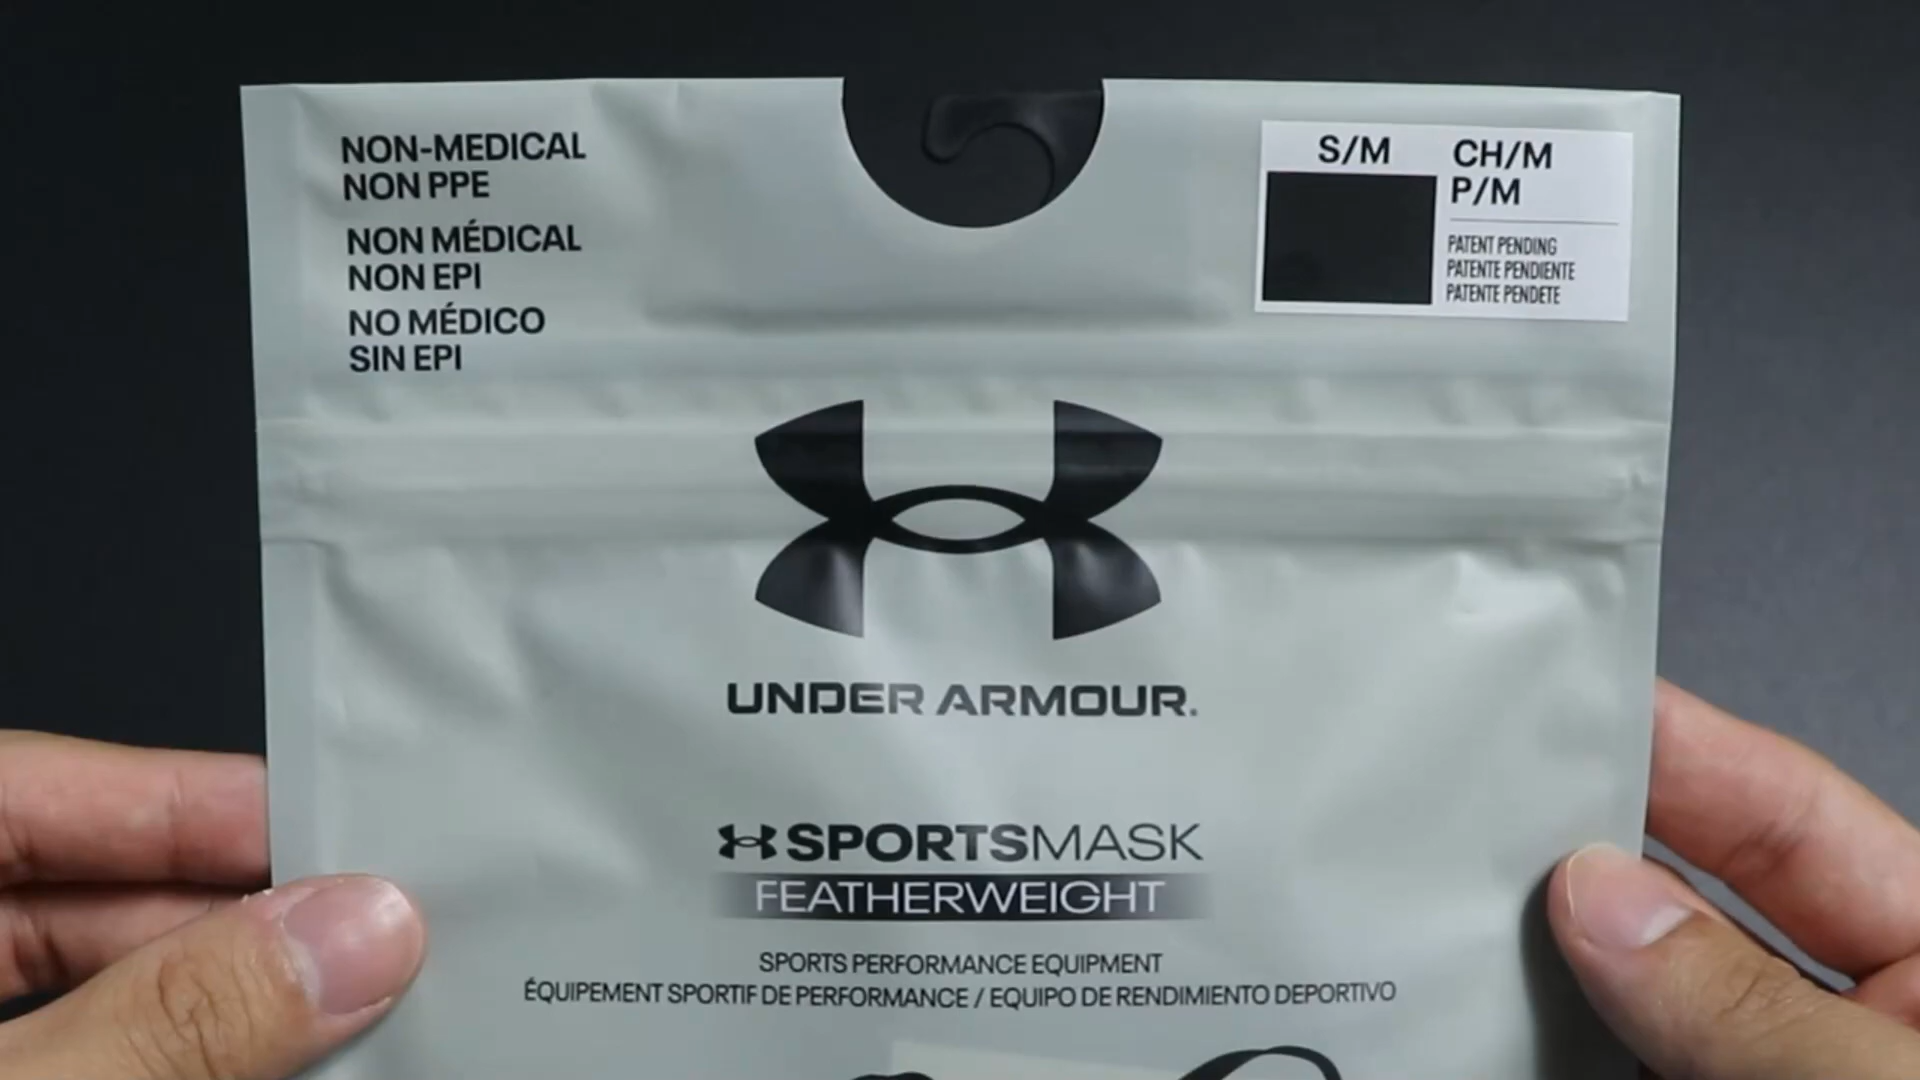 NON-MEDICAL
NON PPE
NON MÉDICAL
NON EPI
NO MÉDICO
SIN EPI
S/M
CH/M
P/M
PATENT PENDING
PATENTE PENDIENTE
PATENTE PENDETE
UNDER ARMOUR.
SPORTSMASK
FEATHERWEIGHT
SPORTS PERFORMANCE EQUIPMENT
ÉQUIPEMENT SPORTIF DE PERFORMANCE / EQUIPO DE RENDIMIENTO DEPORTIVO